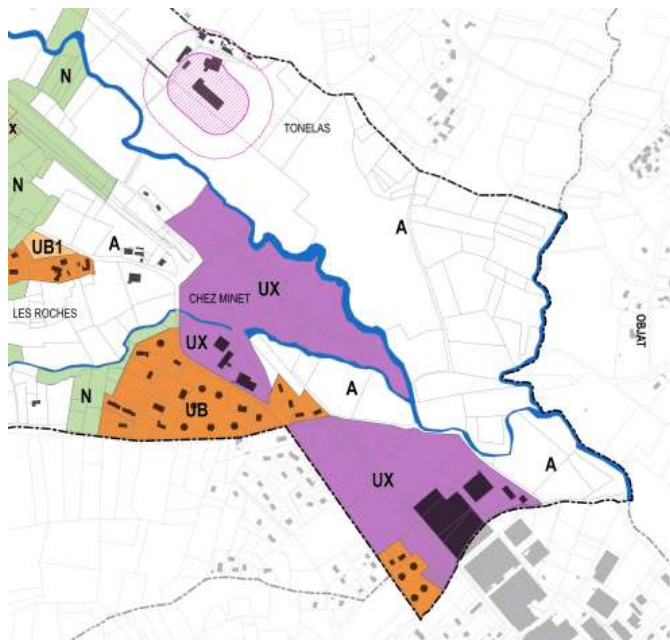 N
TONELAS
x
N
A
UB1
A
UX
CHEZ MINET
LES ROCHES
OBJAT
UX
A
N
UB
A
UX